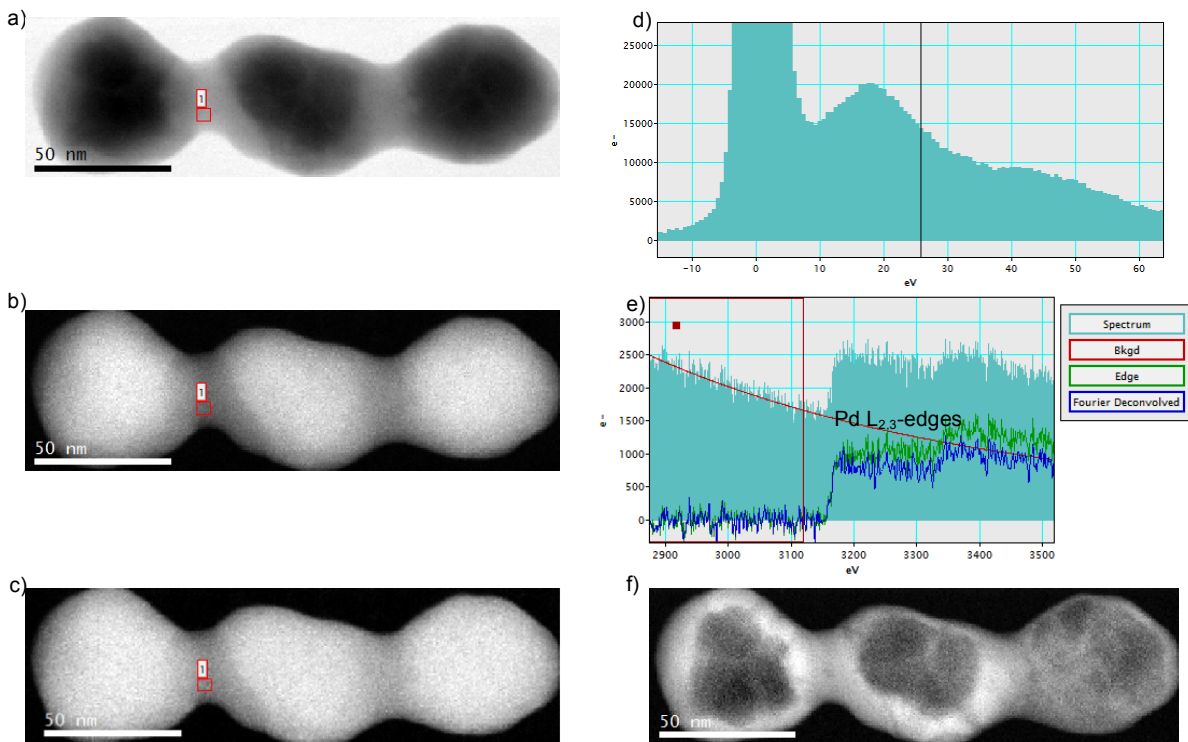 a)
1
50 nm
b)
1
50 nm
c)
1
50 nm
d)
25000
20000
15000
10000
5000
0
e-
-10 0 10 20 30 40 50 60
eV
e)
3000
2500
2000
1500
1000
500
0
e-
Pd L2,3-edges
2900 3000 3100 3200 3300 3400 3500
eV
Spectrum
Bkgd
Edge
Fourier Deconvolved
f)
50 nm